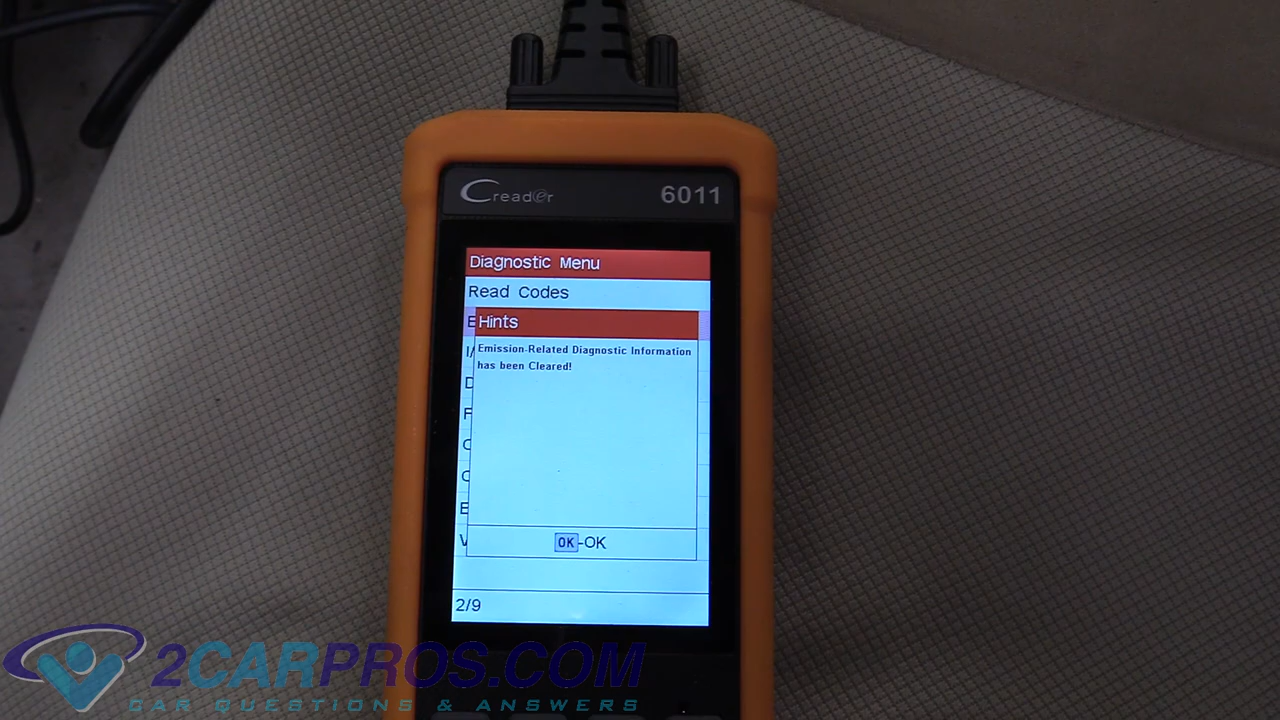 Creader 6011
Diagnostic Menu
Read Codes
E
Hints
I/
Emission-Related Diagnostic Information
has been Cleared!
D
F
C
C
E
V
OK-OK
2/9
2CARPROS.COM
CAR QUESTIONS & ANSWERS